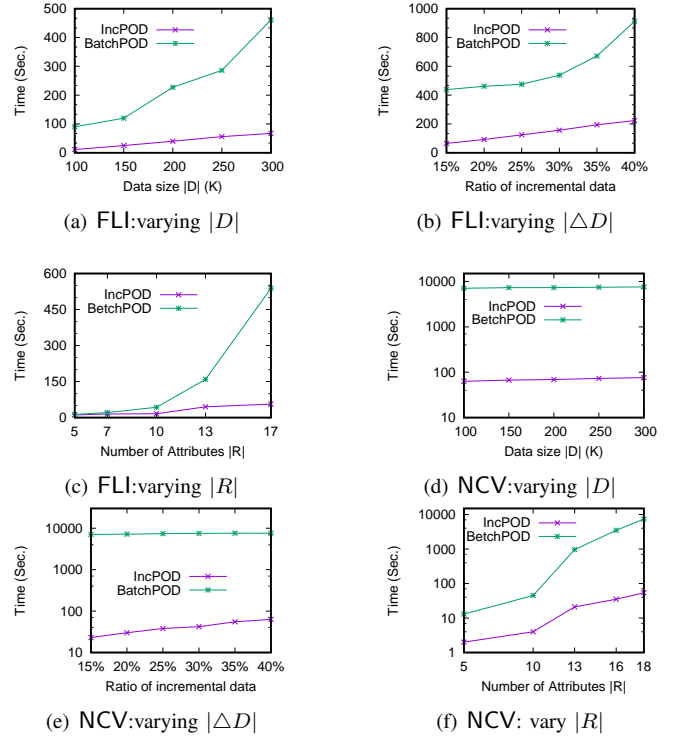 500
400
300
200
100
0
Time (Sec.)
IncPOD
BatchPOD
100 150 200 250 300
Data size |D| (K)
(a) FLI:varying |D|
1000
800
600
400
200
0
Time (Sec.)
IncPOD
BatchPOD
15% 20% 25% 30% 35% 40%
Ratio of incremental data
(b) FLI:varying |△D|
600
450
300
150
0
Time (Sec.)
IncPOD
BetchPOD
5 7 10 13 17
Number of Attributes |R|
(c) FLI:varying |R|
10000
1000
100
10
Time (Sec.)
IncPOD
BetchPOD
100 150 200 250 300
Data size |D| (K)
(d) NCV:varying |D|
10000
1000
100
10
Time (Sec.)
IncPOD
BatchPOD
15% 20% 25% 30% 35% 40%
Ratio of incremental data
(e) NCV:varying |△D|
10000
1000
100
10
1
Time (Sec.)
IncPOD
BetchPOD
5 10 13 16 18
Number of Attributes |R|
(f) NCV: vary |R|